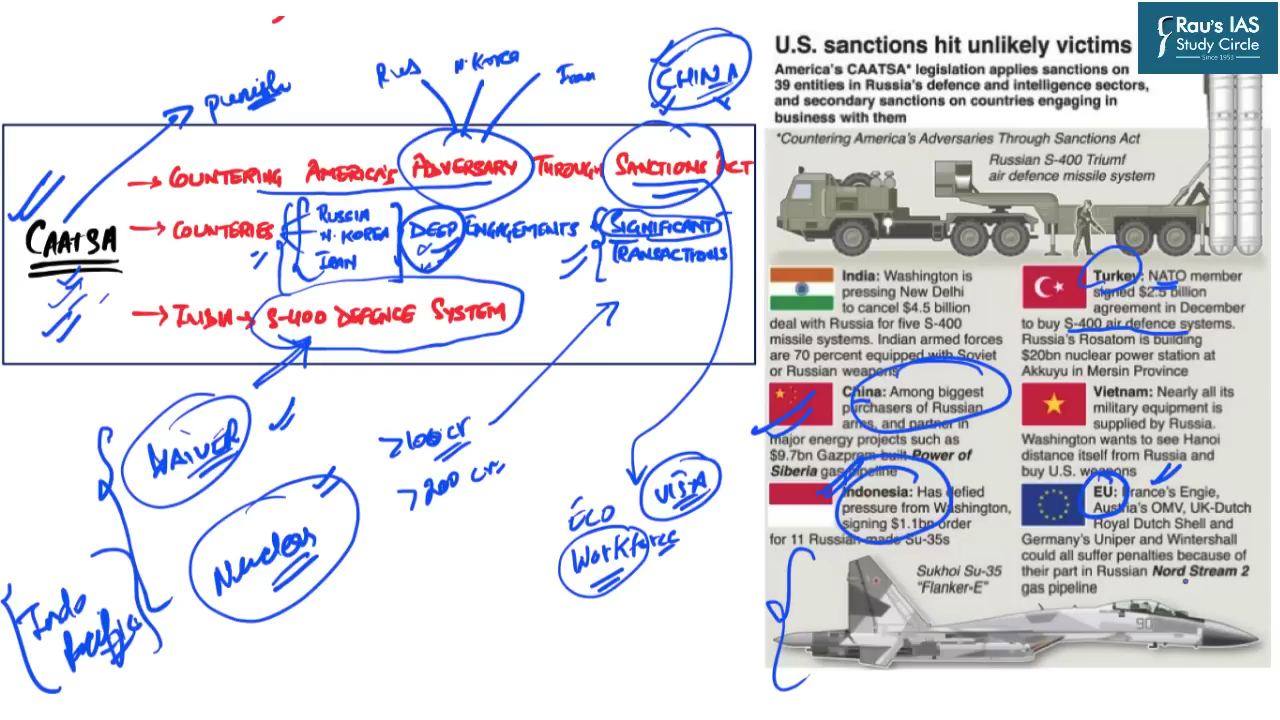 Rau's IAS
Study Circle
Since 1953
punish
Rus
N. Korea
Iran
CHINA
CAATSA
→ COUNTERING AMERICA'S ADVERSARY THROUGH SANCTIONS ACT
→ COUNTERIES
RUSSIA
N. KOREA
IRAN
DEEP ENGAGEMENTS
SIGNIFICANT
TRANSACTIONS
→ INDIA → S-400 DEFENCE SYSTEM
WAIVER
Nuclear
Indo
Pacific
>100 cr
>200 cr
ECO
Workforce
VISA
U.S. sanctions hit unlikely victims
America's CAATSA* legislation applies sanctions on
39 entities in Russia's defence and intelligence sectors,
and secondary sanctions on countries engaging in
business with them
*Countering America's Adversaries Through Sanctions Act
Russian S-400 Triumf
air defence missile system
India: Washington is
pressing New Delhi
to cancel $4.5 billion
deal with Russia for five S-400
missile systems. Indian armed forces
are 70 percent equipped with Soviet
or Russian weapons
Turkey: NATO member
signed $2.5 billion
agreement in December
to buy S-400 air defence systems.
Russia's Rosatom is building
$20bn nuclear power station at
Akkuyu in Mersin Province
China: Among biggest
purchasers of Russian
arms, and partner in
major energy projects such as
$9.7bn Gazprom-built Power of
Siberia gas pipeline
Vietnam: Nearly all its
military equipment is
supplied by Russia.
Washington wants to see Hanoi
distance itself from Russia and
buy U.S. weapons
Indonesia: Has defied
pressure from Washington,
signing $1.1bn order
for 11 Russian-made Su-35s
EU: France's Engie,
Austria's OMV, UK-Dutch
Royal Dutch Shell and
Germany's Uniper and Wintershall
could all suffer penalties because of
their part in Russian Nord Stream 2
gas pipeline
Sukhoi Su-35
"Flanker-E"
90